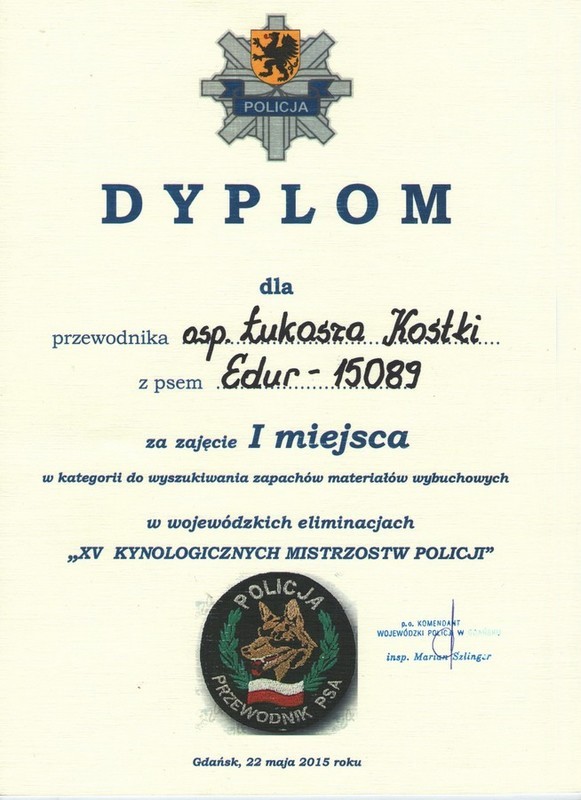 POLICJA
DYPLOM
dla
przewodnika asp. Łukasza Kostki
z psem Edur - 15089
za zajęcie I miejsca
w kategorii do wyszukiwania zapachów materiałów wybuchowych
w wojewódzkich eliminacjach
„XV KYNOLOGICZNYCH MISTRZOSTW POLICJI”
POLICJA
PRZEWODNIK PSA
p.o. KOMENDANT
WOJEWÓDZKI POLICJI W
insp. Marian Szlinger
Gdańsk, 22 maja 2015 roku